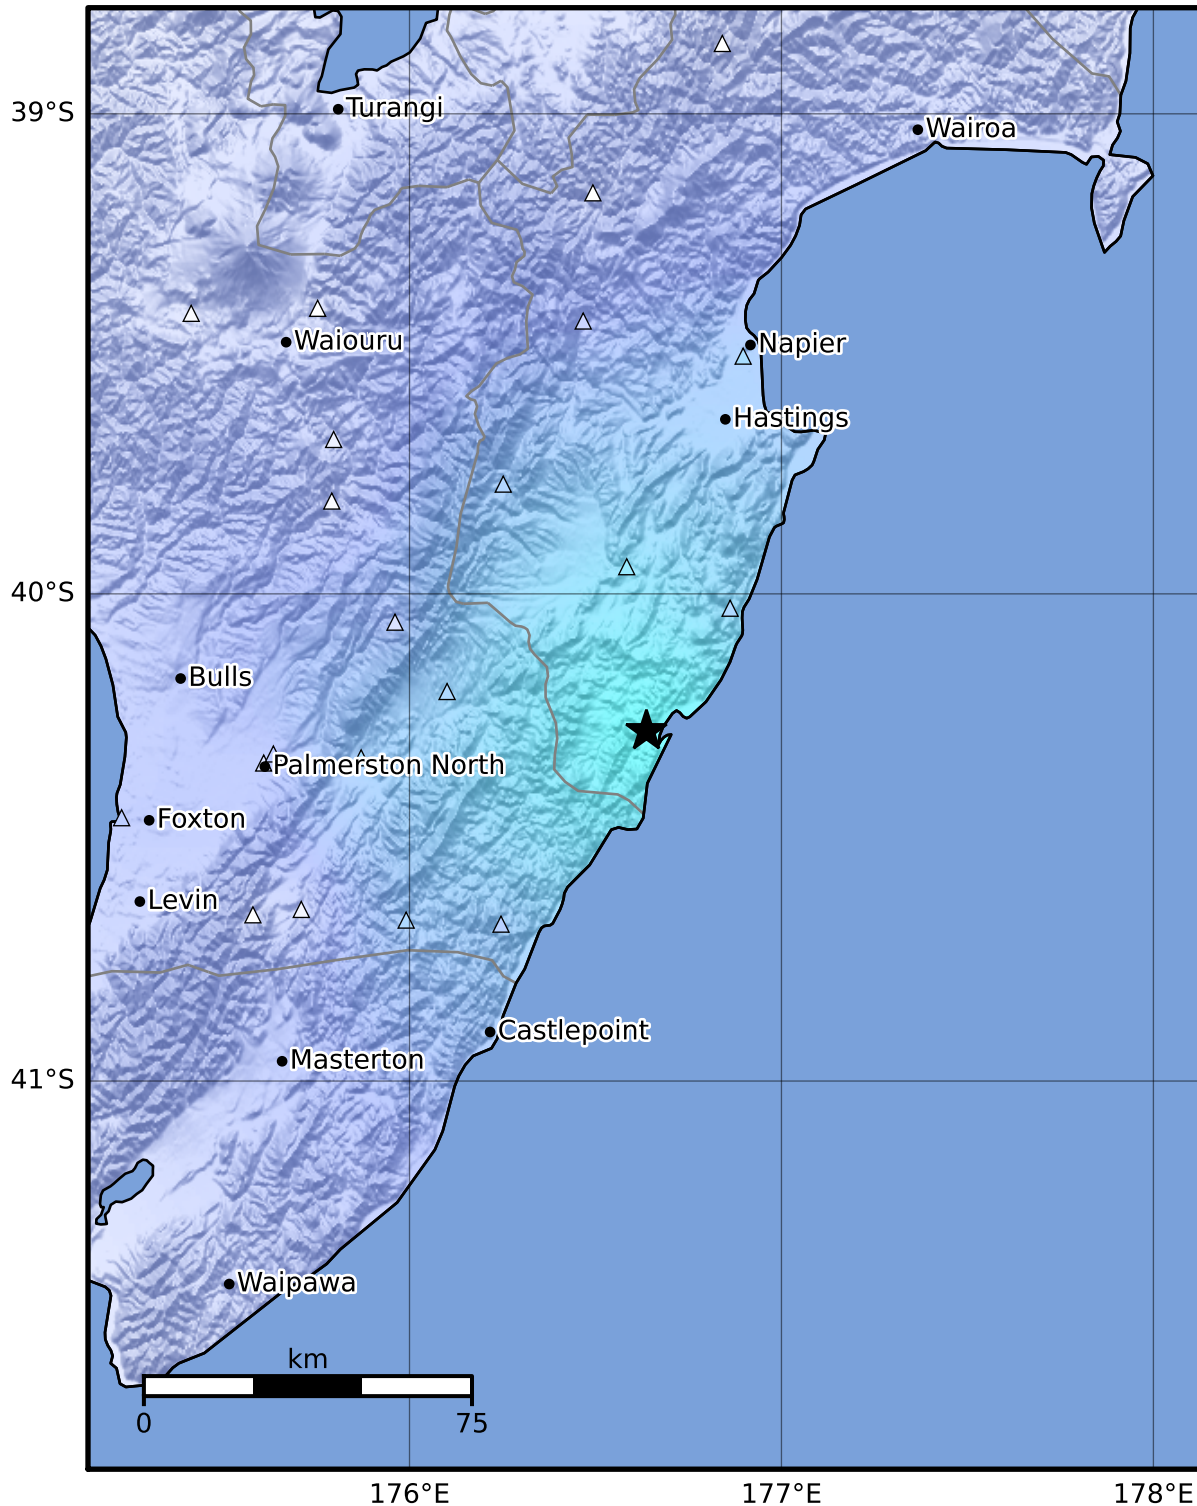 Turangi
39°S
Wairoa
Waiouru
Napier
Hastings
40°S
Bulls
Palmerston North
Foxton
Levin
Castlepoint
Masterton
41°S
Waipawa
km
0 75
176°E 177°E 178°E